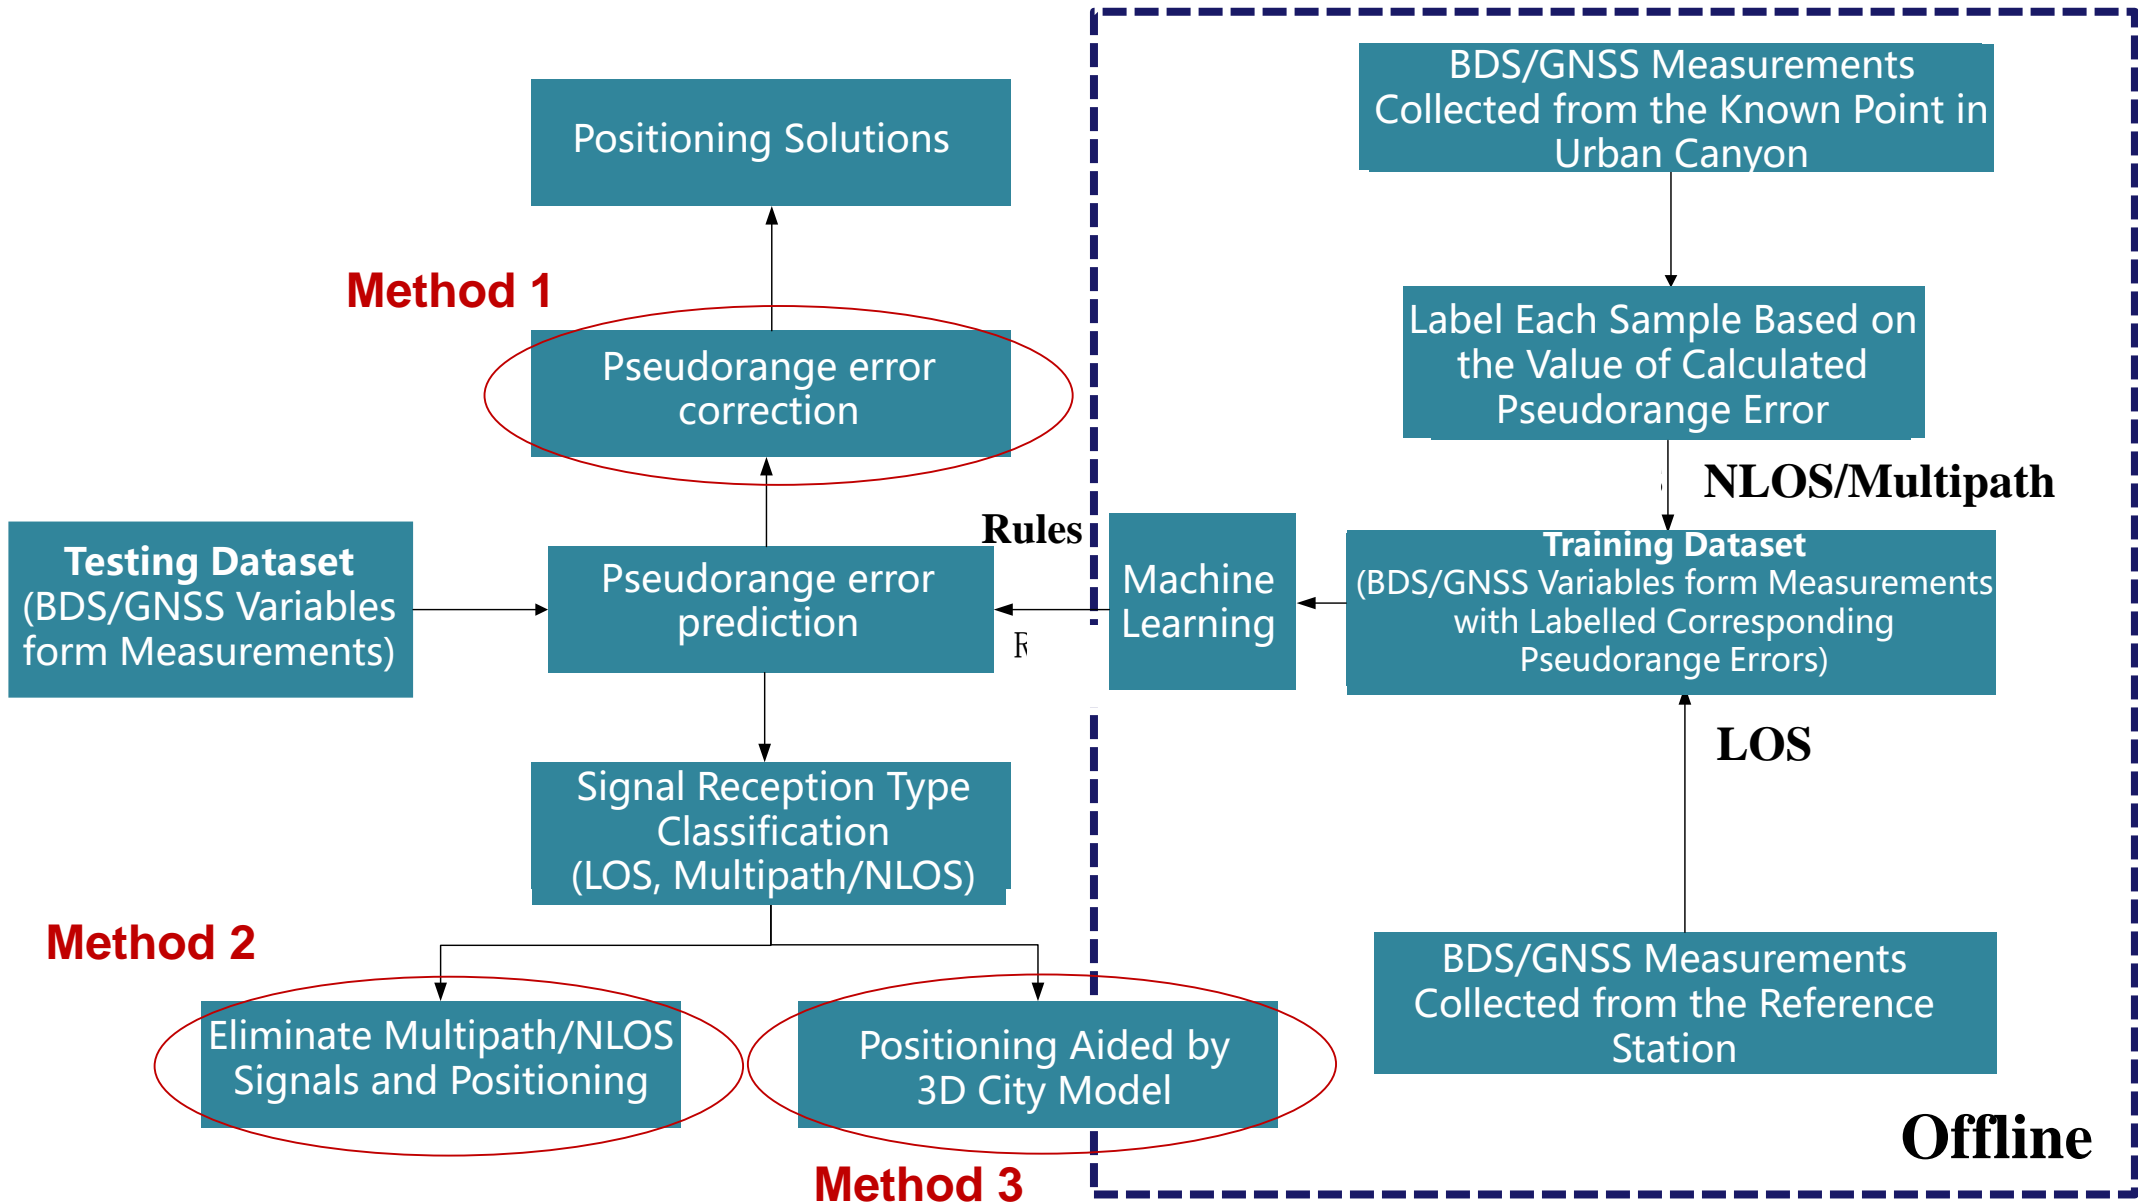 Positioning Solutions
Method 1
Pseudorange error
correction
Testing Dataset
(BDS/GNSS Variables
form Measurements)
Pseudorange error
prediction
Rules
R
Signal Reception Type
Classification
(LOS, Multipath/NLOS)
Method 2
Eliminate Multipath/NLOS
Signals and Positioning
Positioning Aided by
3D City Model
Method 3
BDS/GNSS Measurements
Collected from the Known Point in
Urban Canyon
Label Each Sample Based on
the Value of Calculated
Pseudorange Error
NLOS/Multipath
Machine
Learning
Training Dataset
(BDS/GNSS Variables form Measurements
with Labelled Corresponding
Pseudorange Errors)
LOS
BDS/GNSS Measurements
Collected from the Reference
Station
Offline